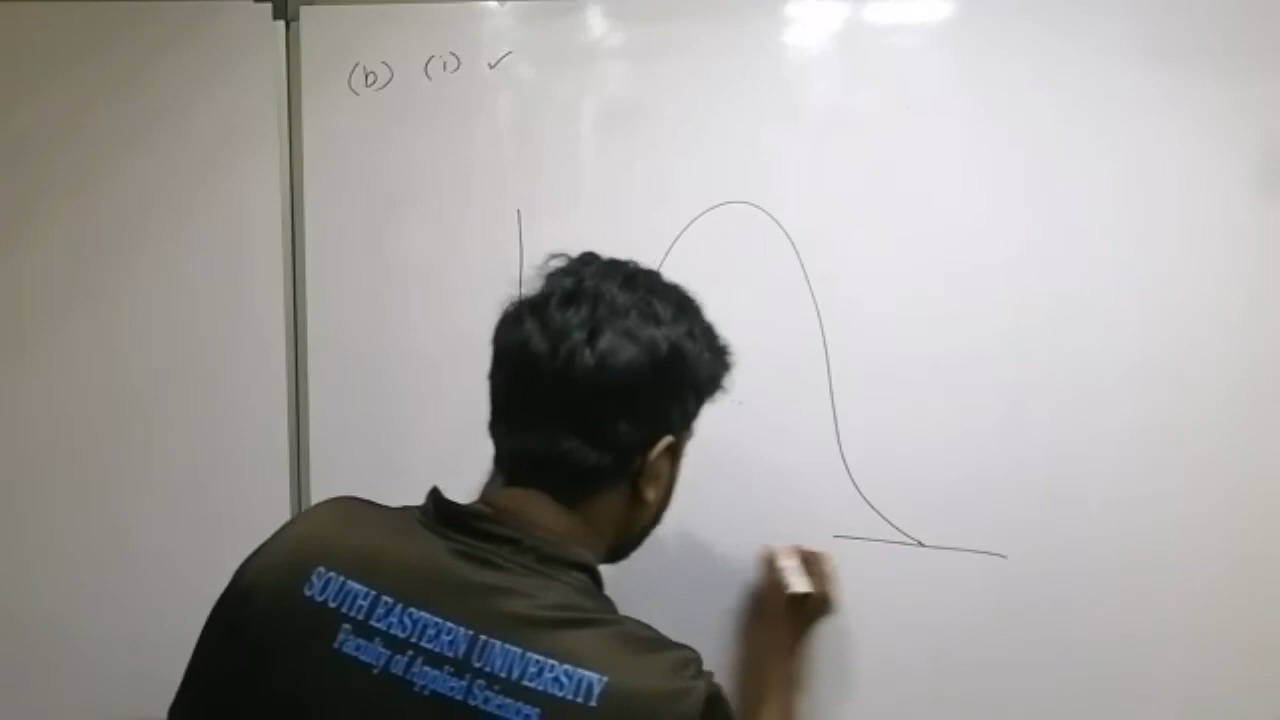 (b) (i) ✓
SOUTH EASTERN UNIVERSITY
Faculty of Applied Sciences